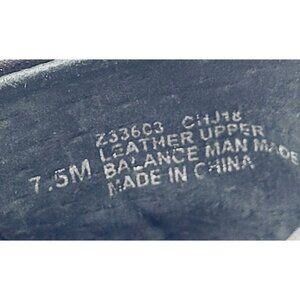 Z33603 CHJ18
LEATHER UPPER
7.5M BALANCE MAN MADE
MADE IN CHINA